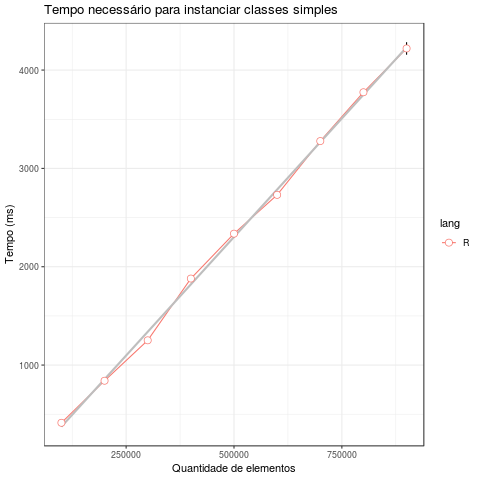 Tempo necessário para instanciar classes simples
Tempo (ms)
4000
3000
2000
1000
250000
500000
750000
Quantidade de elementos
lang
R